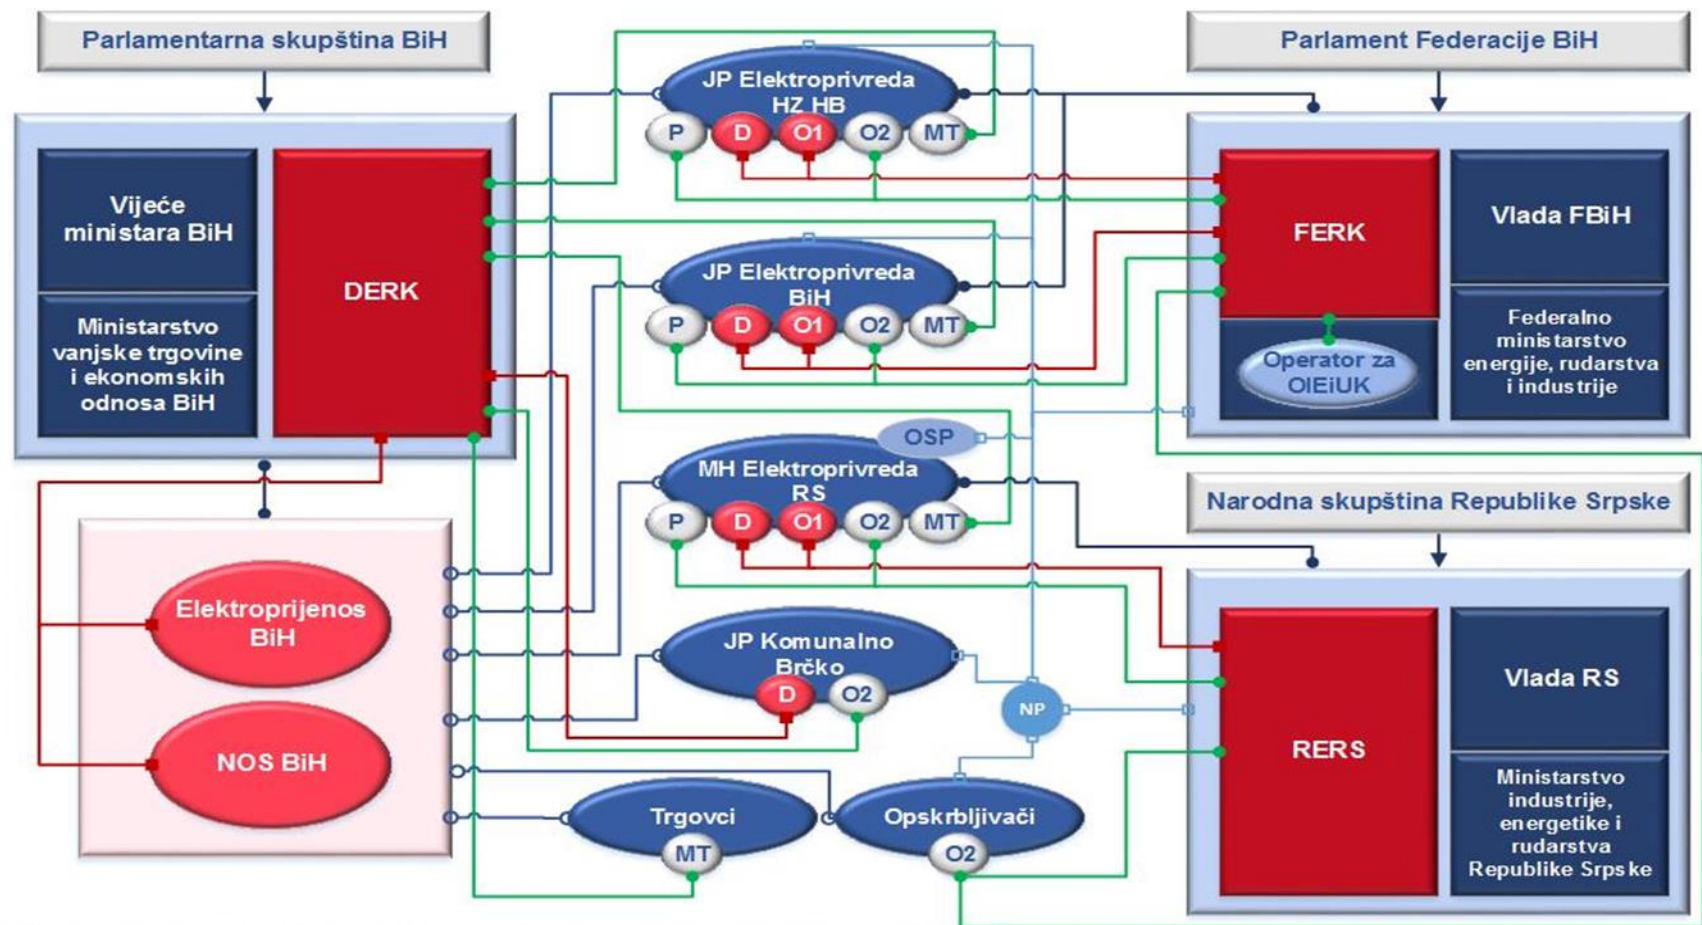 Parlamentarna skupština BiH
Vijeće
ministara BiH
Ministarstvo
vanjske trgovine
i ekonomskih
odnosa BiH
DERK
Elektroprijenos
BiH
NOS BiH
JP Elektroprivreda
HZ HB
P D O1 O2 MT
JP Elektroprivreda
BiH
P D O1 O2 MT
OSP
MH Elektroprivreda
RS
P D O1 O2 MT
JP Komunalno
Brčko
D O2
NP
Trgovci
MT
Opskrbljivači
O2
Parlament Federacije BiH
FERK
Operator za
OIEiUK
Vlada FBiH
Federalno
ministarstvo
energije, rudarstva
i industrije
Narodna skupština Republike Srpske
RERS
Vlada RS
Ministarstvo
industrije,
energetike i
rudarstva
Republike Srpske